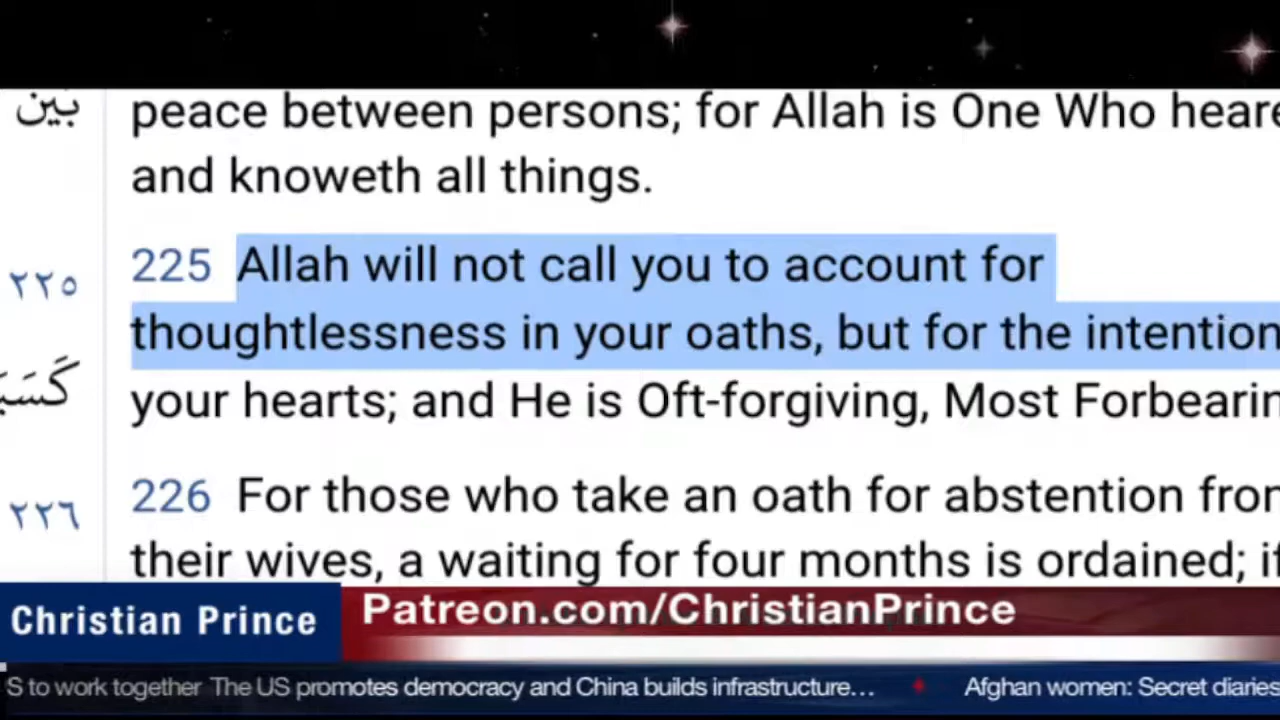 بين
peace between persons; for Allah is One Who heare
and knoweth all things.
٢٢٥
225 Allah will not call you to account for
thoughtlessness in your oaths, but for the intention
your hearts; and He is Oft-forgiving, Most Forbearin
٢٢٦
226 For those who take an oath for abstention from
their wives, a waiting for four months is ordained; if
Christian Prince
Patreon.com/ChristianPrince
S to work together The US promotes democracy and China builds infrastructure… Afghan women: Secret diaries